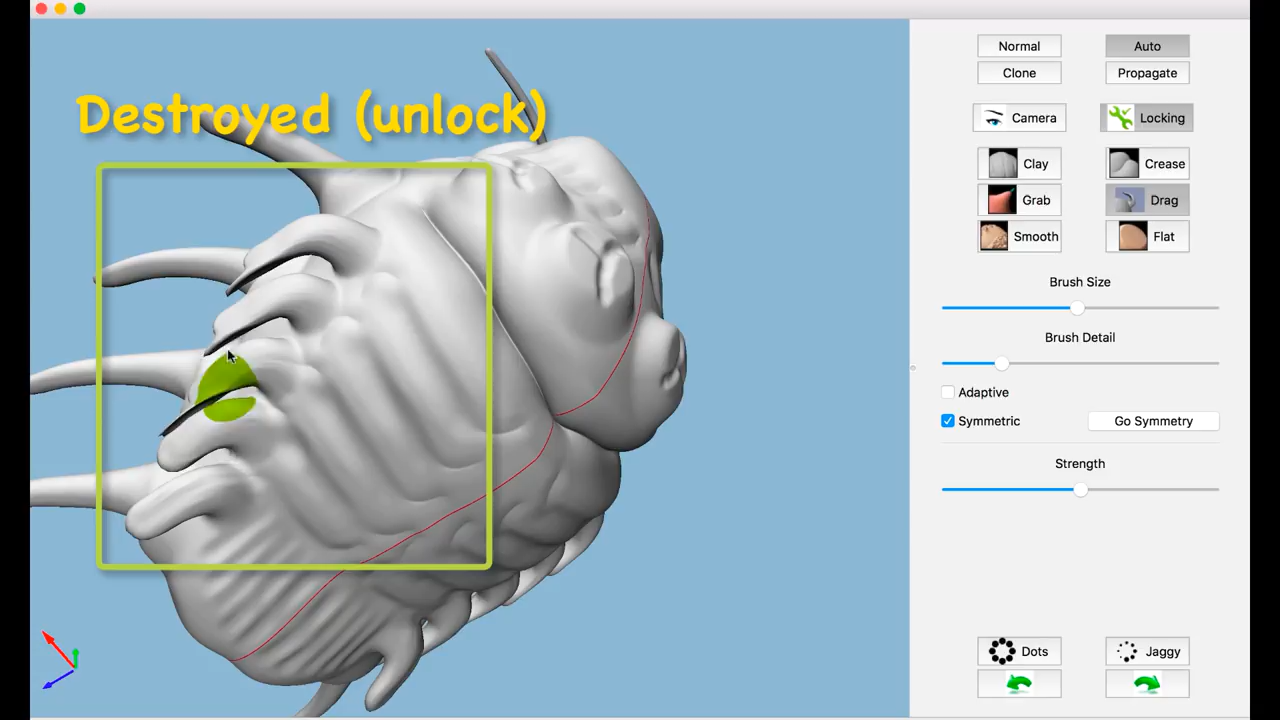 Destroyed (unlock)
Normal
Auto
Clone
Propagate
Camera
Locking
Clay
Crease
Grab
Drag
Smooth
Flat
Brush Size
Brush Detail
Adaptive
Symmetric
Go Symmetry
Strength
Dots
Jaggy